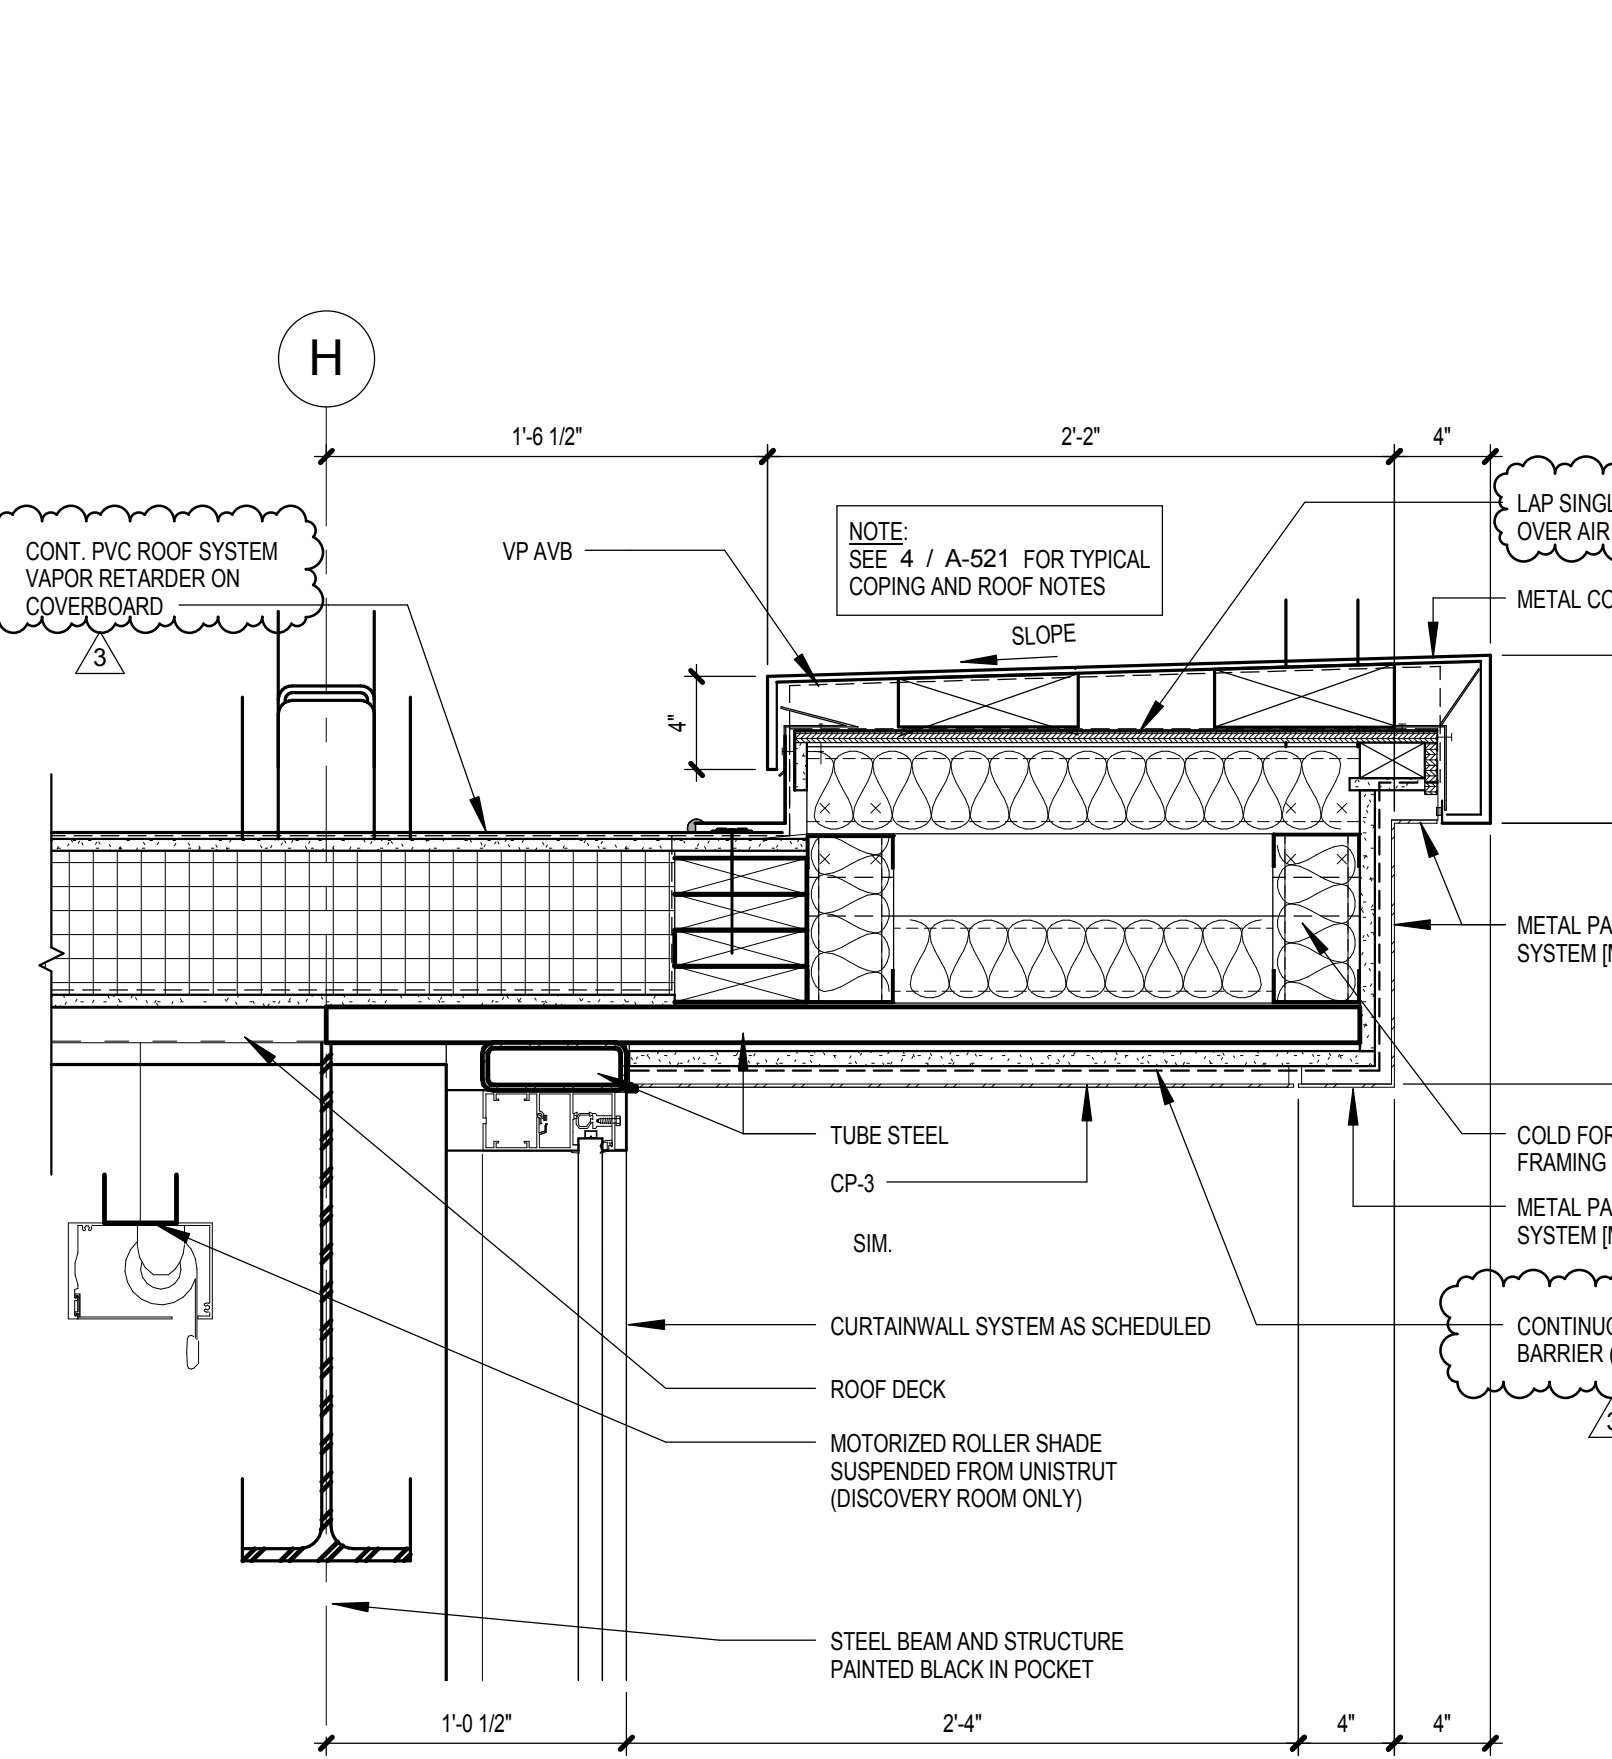 H
1'-6 1/2"
2'-2"
4"
CONT. PVC ROOF SYSTEM
VAPOR RETARDER ON
COVERBOARD
3
VP AVB
NOTE:
SEE 4 / A-521 FOR TYPICAL
COPING AND ROOF NOTES
SLOPE
4"
LAP SINGL
OVER AIR
METAL CO
METAL PA
SYSTEM [
COLD FOR
FRAMING
METAL PA
SYSTEM [
CONTINUO
BARRIER (
3
TUBE STEEL
CP-3
SIM.
CURTAINWALL SYSTEM AS SCHEDULED
ROOF DECK
MOTORIZED ROLLER SHADE
SUSPENDED FROM UNISTRUT
(DISCOVERY ROOM ONLY)
STEEL BEAM AND STRUCTURE
PAINTED BLACK IN POCKET
1'-0 1/2"
2'-4"
4"
4"